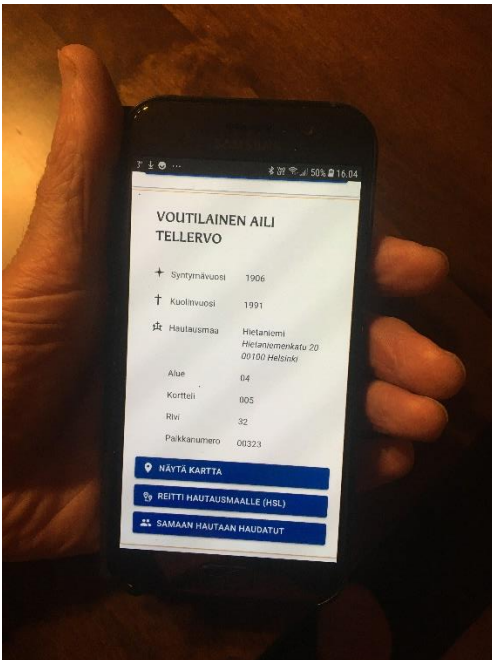 50% 16.04
VOUTILAINEN AILI
TELLERVO
Syntymävuosi 1906
Kuolinvuosi 1991
Hautausmaa Hietaniemi
Hietaniemenkatu 20
00100 Helsinki
Alue 04
Kortteli 005
Rivi 32
Paikkanumero 00323
NÄYTÄ KARTTA
REITTI HAUTAUSMAALLE (HSL)
SAMAAN HAUTAAN HAUDATUT